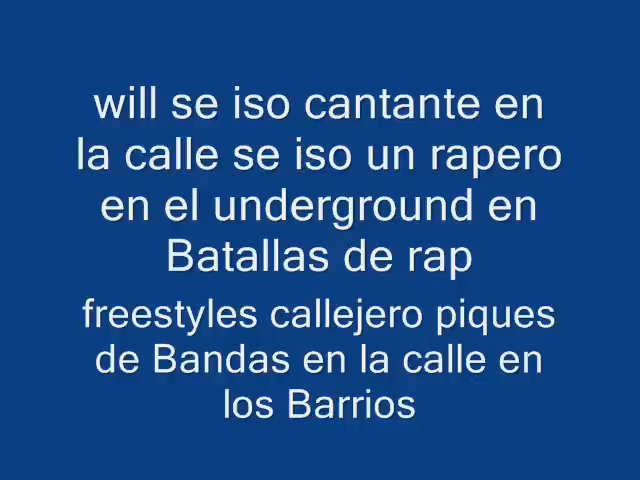 will se iso cantante en
la calle se iso un rapero
en el underground en
Batallas de rap
freestyles callejero piques
de Bandas en la calle en
los Barrios